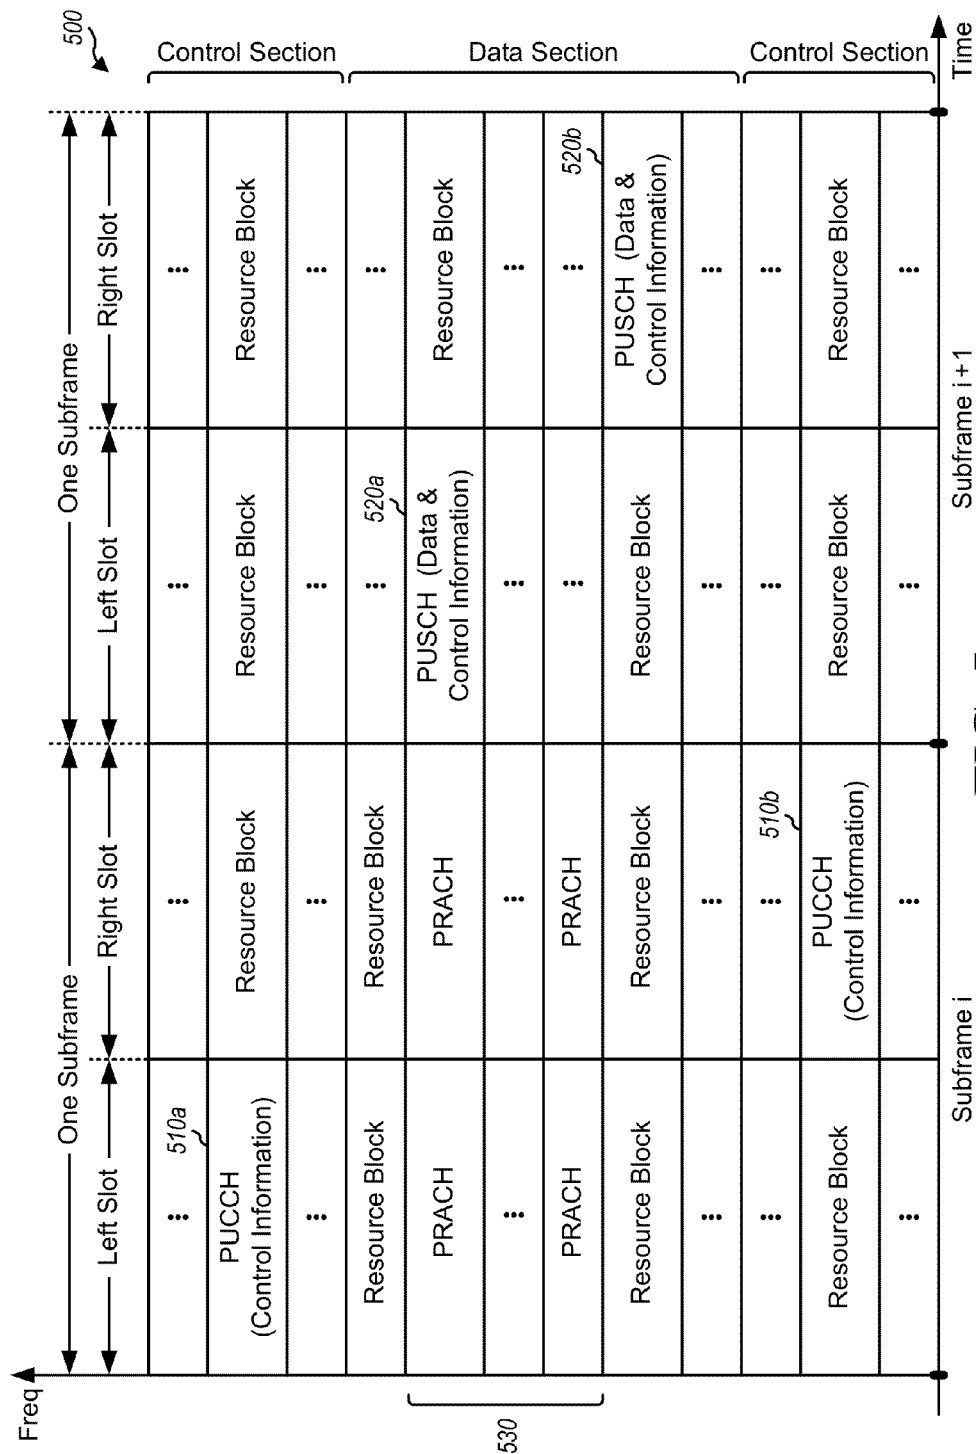 500
Freq
One Subframe
One Subframe
Left Slot
Right Slot
Left Slot
Right Slot
Control Section
510a
PUCCH
(Control Information)
Resource Block
Resource Block
Resource Block
Data Section
Resource Block
Resource Block
520a
530
PRACH
PRACH
PUSCH (Data &
Control Information)
Resource Block
PRACH
PRACH
520b
Resource Block
Resource Block
Resource Block
PUSCH (Data &
Control Information)
Control Section
510b
Resource Block
PUCCH
(Control Information)
Resource Block
Resource Block
Subframe i
Subframe i +1
Time